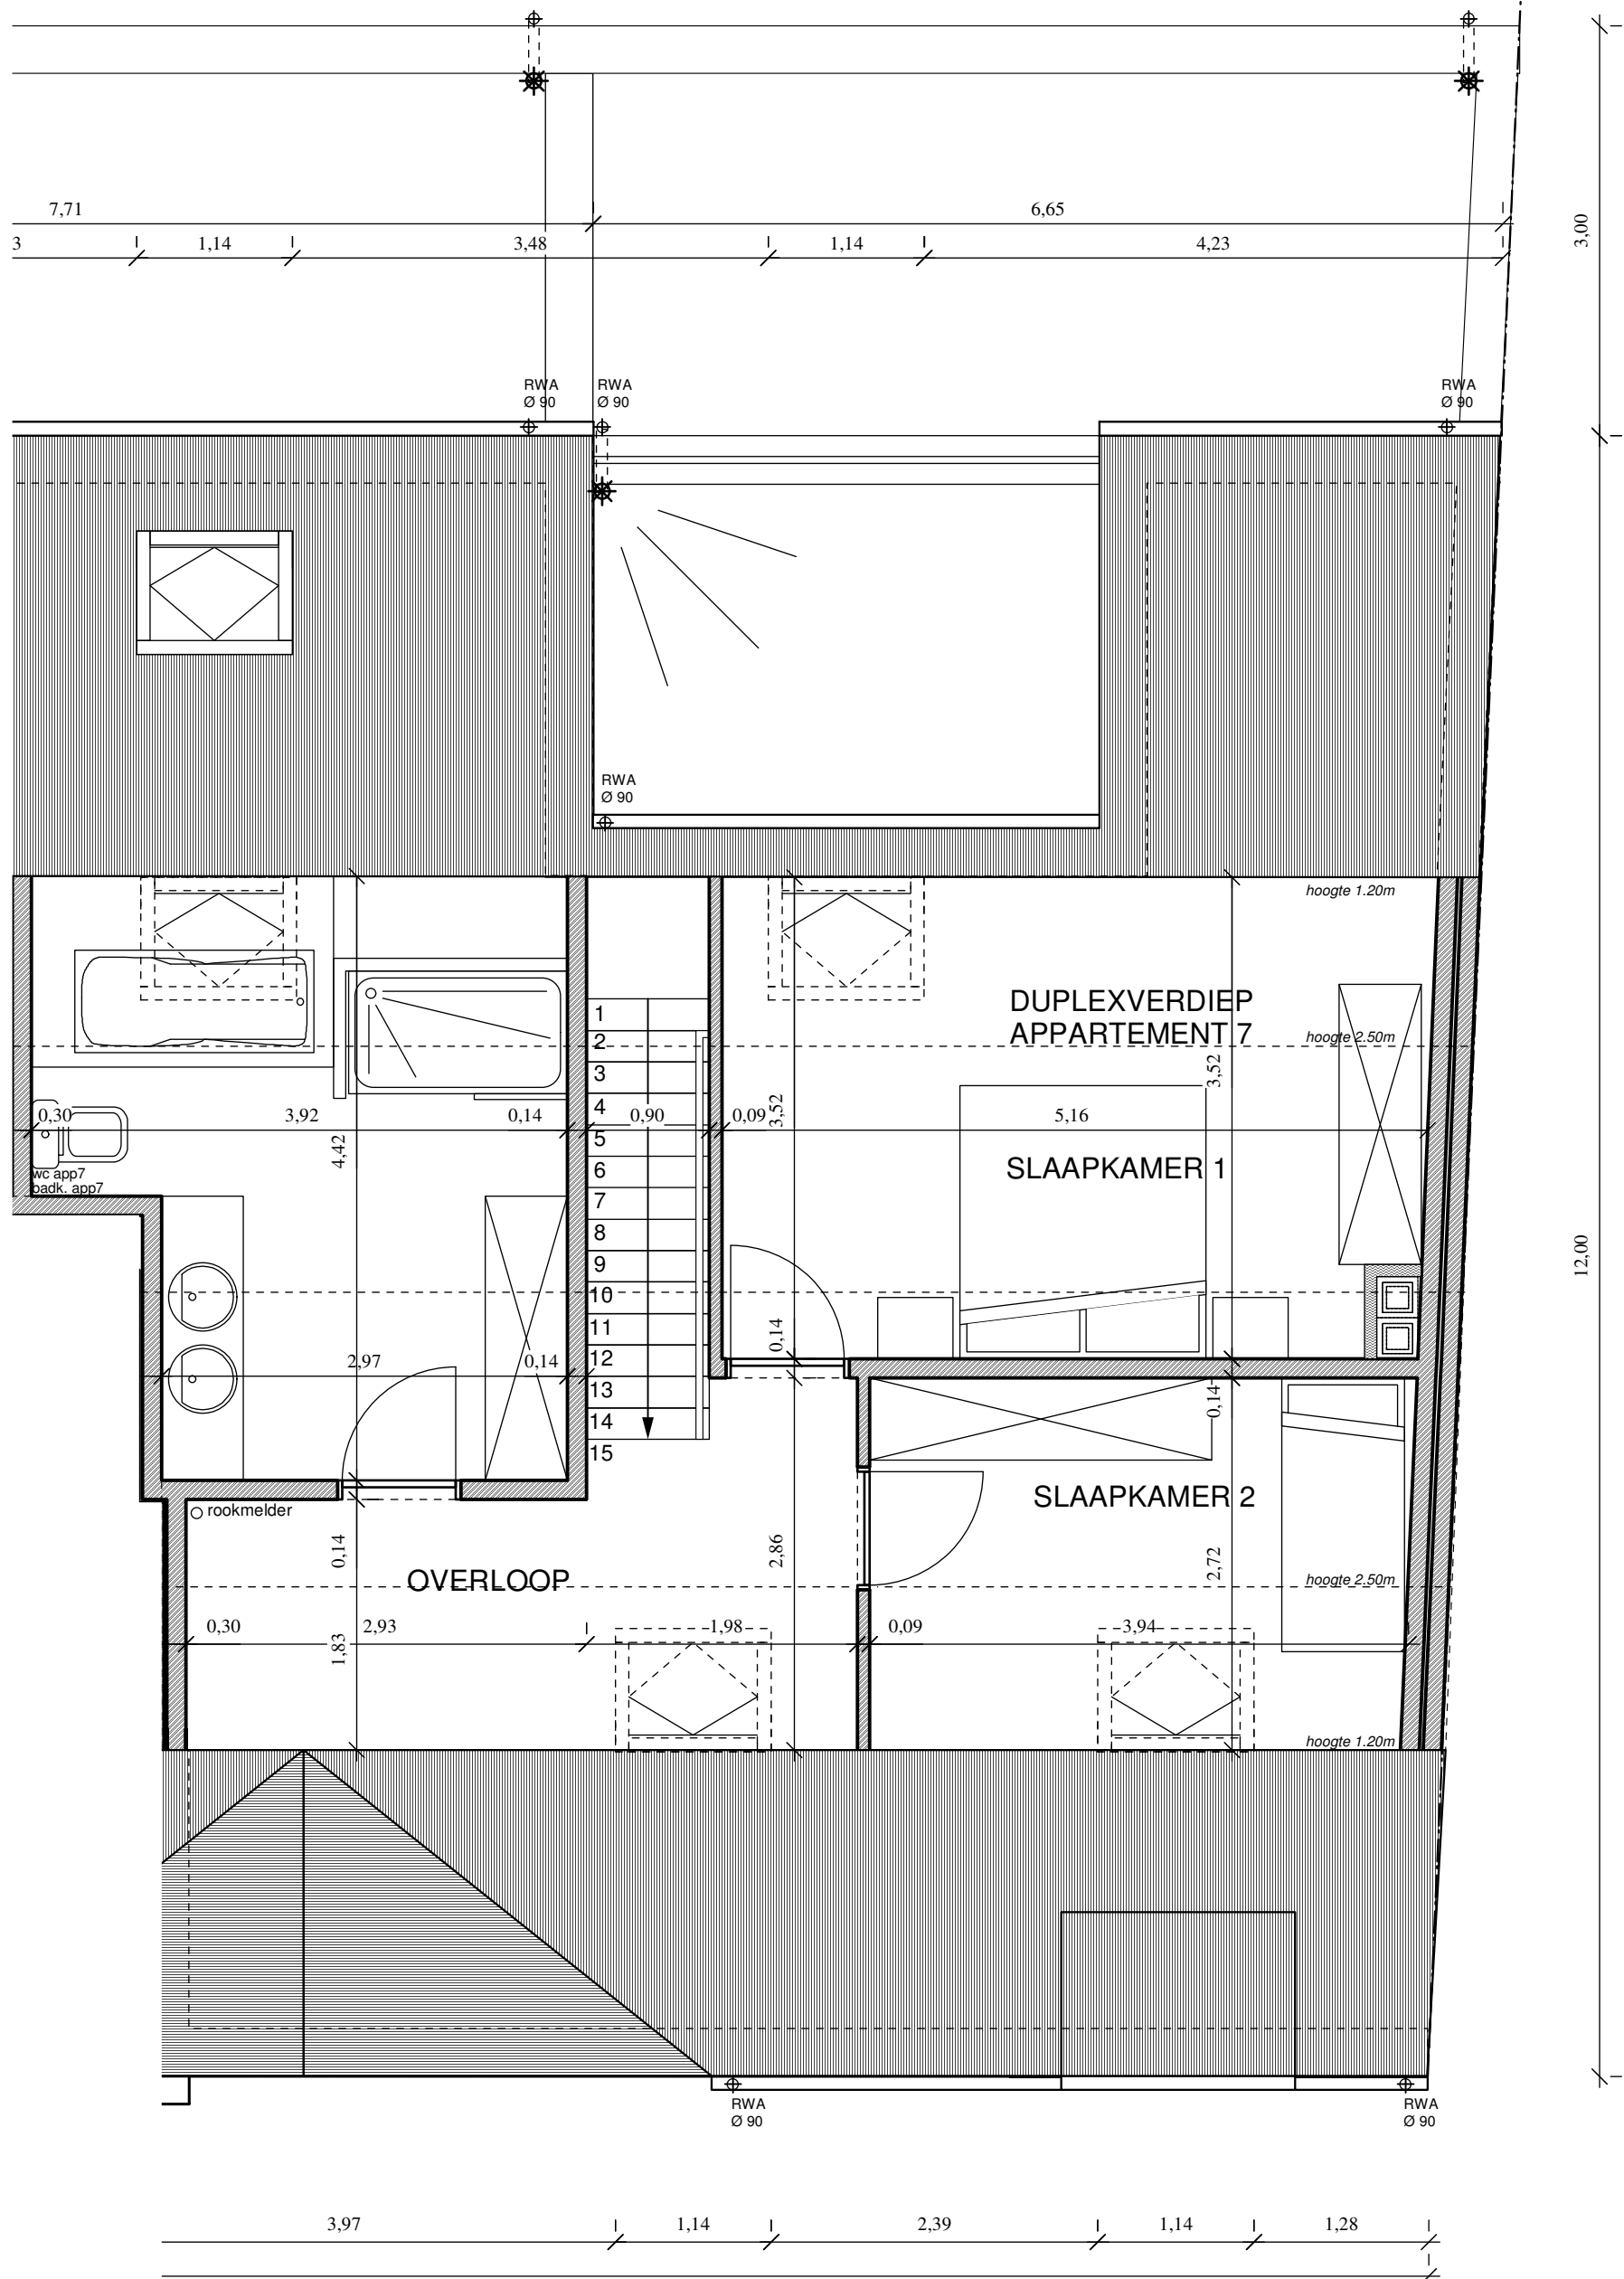 7,71
6,65
3
1,14
3,48
1,14
4,23
3,00
RWA
Ø 90
RWA
Ø 90
RWA
Ø 90
RWA
Ø 90
hoogte 1.20m
DUPLEXVERDIEP
APPARTEMENT 7
hoogte 2.50m
1
2
3
4
5
6
7
8
9
10
11
12
13
14
15
0,30
3,92
0,14
0,90
0,09
5,16
3,52
3,52
4,42
wc app7
badk. app7
SLAAPKAMER 1
12,00
0,14
2,97
0,14
0,14
SLAAPKAMER 2
rookmelder
0,14
2,86
2,72
OVERLOOP
hoogte 2.50m
0,30
2,93
1,98
0,09
3,94
1,83
hoogte 1.20m
RWA
Ø 90
RWA
Ø 90
3,97
1,14
2,39
1,14
1,28